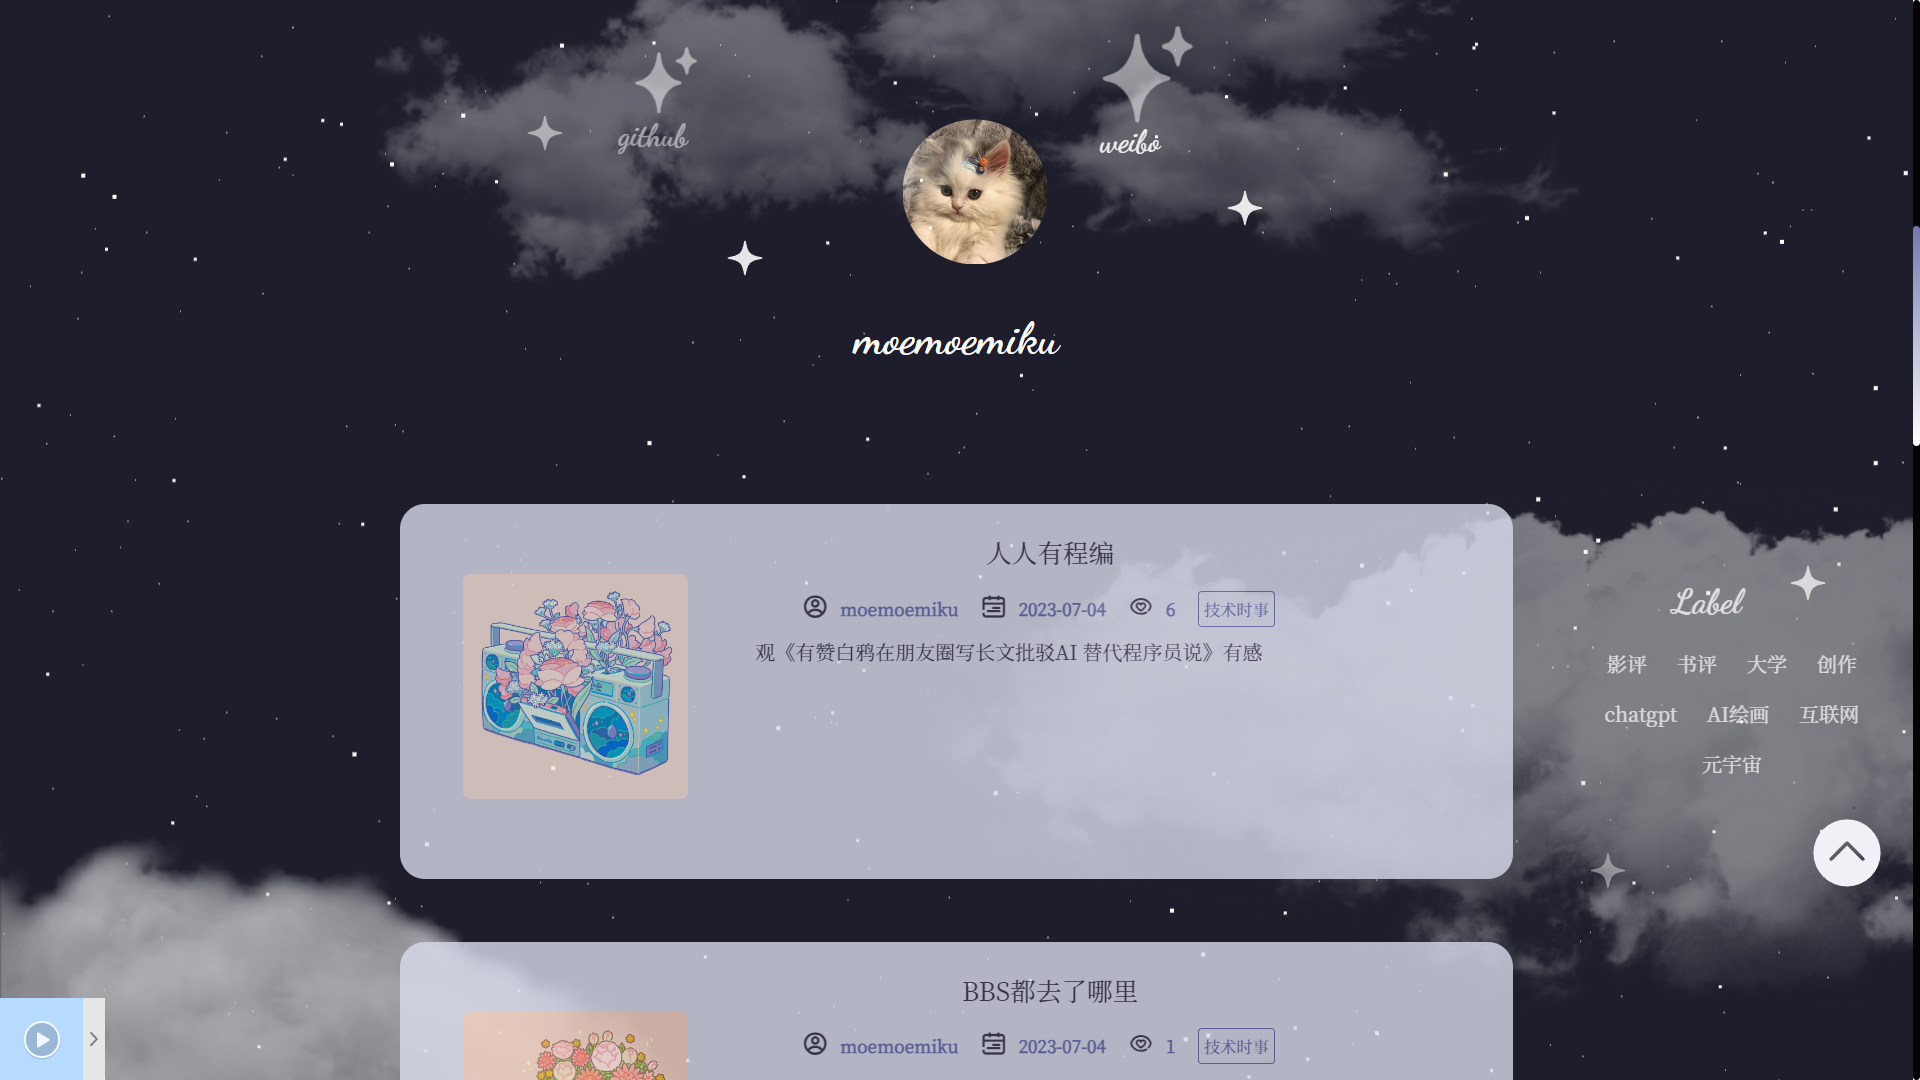 github
weibo
moemoemiku
人人有程编
moemoemiku 2023-07-04 6 技术时事
观《有赞白鸦在朋友圈写长文批驳AI 替代程序员说》有感
Label
影评 书评 大学 创作
chatgpt AI绘画 互联网
元宇宙
BBS都去了哪里
moemoemiku 2023-07-04 1 技术时事